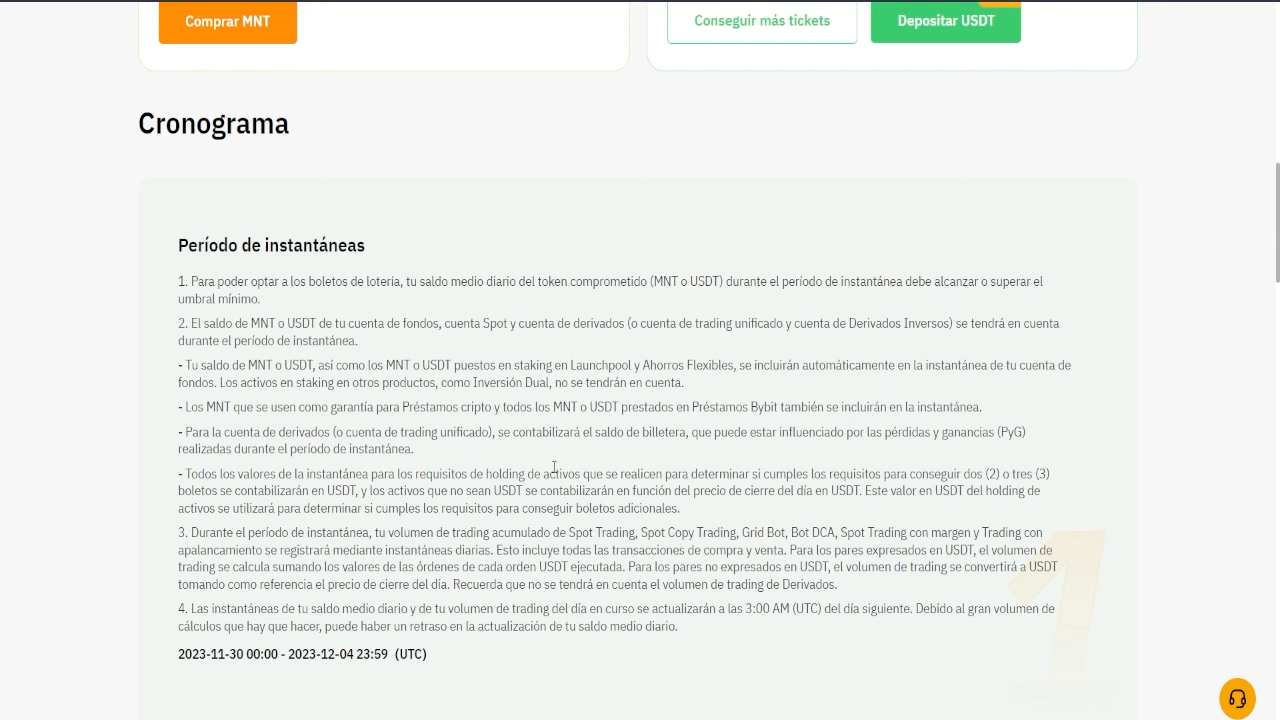 Comprar MNT
Conseguir más tickets
Depositar USDT
Cronograma
Período de instantáneas
1. Para poder optar a los boletos de lotería, tu saldo medio diario del token comprometido (MNT o USDT) durante el período de instantánea debe alcanzar o superar el
umbral mínimo.
2. El saldo de MNT o USDT de tu cuenta de fondos, cuenta Spot y cuenta de derivados (o cuenta de trading unificado y cuenta de Derivados Inversos) se tendrá en cuenta
durante el período de instantánea.
- Tu saldo de MNT o USDT, así como los MNT o USDT puestos en staking en Launchpool y Ahorros Flexibles, se incluirán automáticamente en la instantánea de tu cuenta de
fondos. Los activos en staking en otros productos, como Inversión Dual, no se tendrán en cuenta.
- Los MNT que se usen como garantía para Préstamos cripto y todos los MNT o USDT prestados en Préstamos Bybit también se incluirán en la instantánea.
- Para la cuenta de derivados (o cuenta de trading unificado), se contabilizará el saldo de billetera, que puede estar influenciado por las pérdidas y ganancias (PyG)
realizadas durante el período de instantánea.
- Todos los valores de la instantánea para los requisitos de holding de activos que se realicen para determinar si cumples los requisitos para conseguir dos (2) o tres (3)
boletos se contabilizarán en USDT, y los activos que no sean USDT se contabilizarán en función del precio de cierre del día en USDT. Este valor en USDT del holding de
activos se utilizará para determinar si cumples los requisitos para conseguir boletos adicionales.
3. Durante el período de instantánea, tu volumen de trading acumulado de Spot Trading, Spot Copy Trading, Grid Bot, Bot DCA, Spot Trading con margen y Trading con
apalancamiento se registrará mediante instantáneas diarias. Esto incluye todas las transacciones de compra y venta. Para los pares expresados en USDT, el volumen de
trading se calcula sumando los valores de las órdenes de cada orden USDT ejecutada. Para los pares no expresados en USDT, el volumen de trading se convertirá a USDT
tomando como referencia el precio de cierre del día. Recuerda que no se tendrá en cuenta el volumen de trading de Derivados.
4. Las instantáneas de tu saldo medio diario y de tu volumen de trading del día en curso se actualizarán a las 3:00 AM (UTC) del día siguiente. Debido al gran volumen de
cálculos que hay que hacer, puede haber un retraso en la actualización de tu saldo medio diario.
2023-11-30 00:00 - 2023-12-04 23:59 (UTC)
1